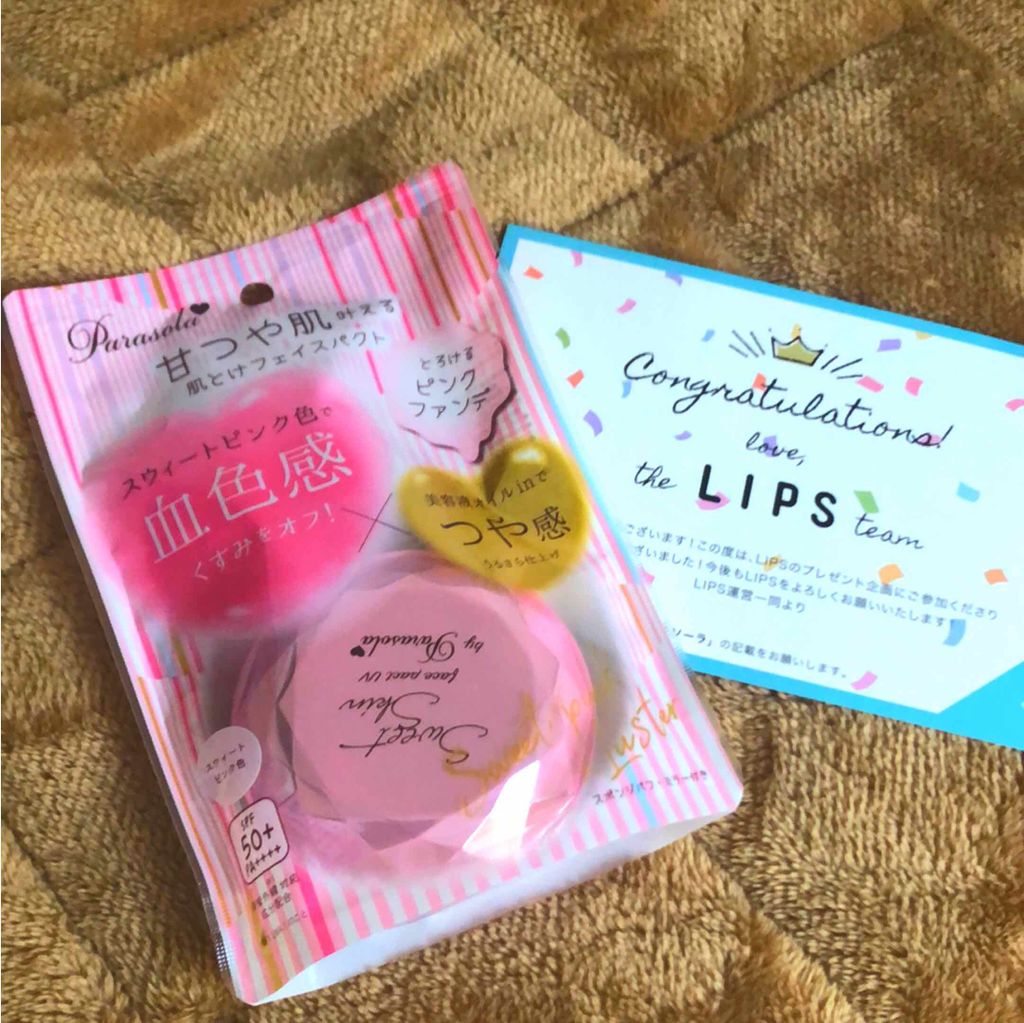 Parasola
甘つや肌叶える
肌とけフェイスパクト
とろける
ピンク
ファンデ
スウィートピンク色で
血色感
くすみをオフ!
×
美容液オイルinで
つや感
うるさら仕上げ
Sweet
Skin
face pact UV
by Parasola
Sweet
Luster
スウィート
ピンク色
スポンジパフ・ミラー付き
SPF
50+
PA++++
Congratulations!
love,
the LIPS team
ございます!この度は、LIPSのプレゼント企画にご参加くださり
ざいました!今後もLIPSをよろしくお願いいたします
LIPS運営一同より
ソーラ」の記載をお願いします。